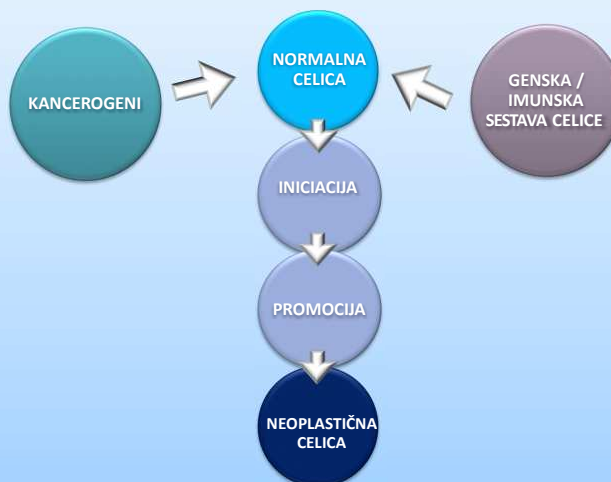 KANCEROGENI
NORMALNA
CELICA
GENSKA /
IMUNSKA
SESTAVA CELICE
INICIACIJA
PROMOCIJA
NEOPLASTIČNA
CELICA